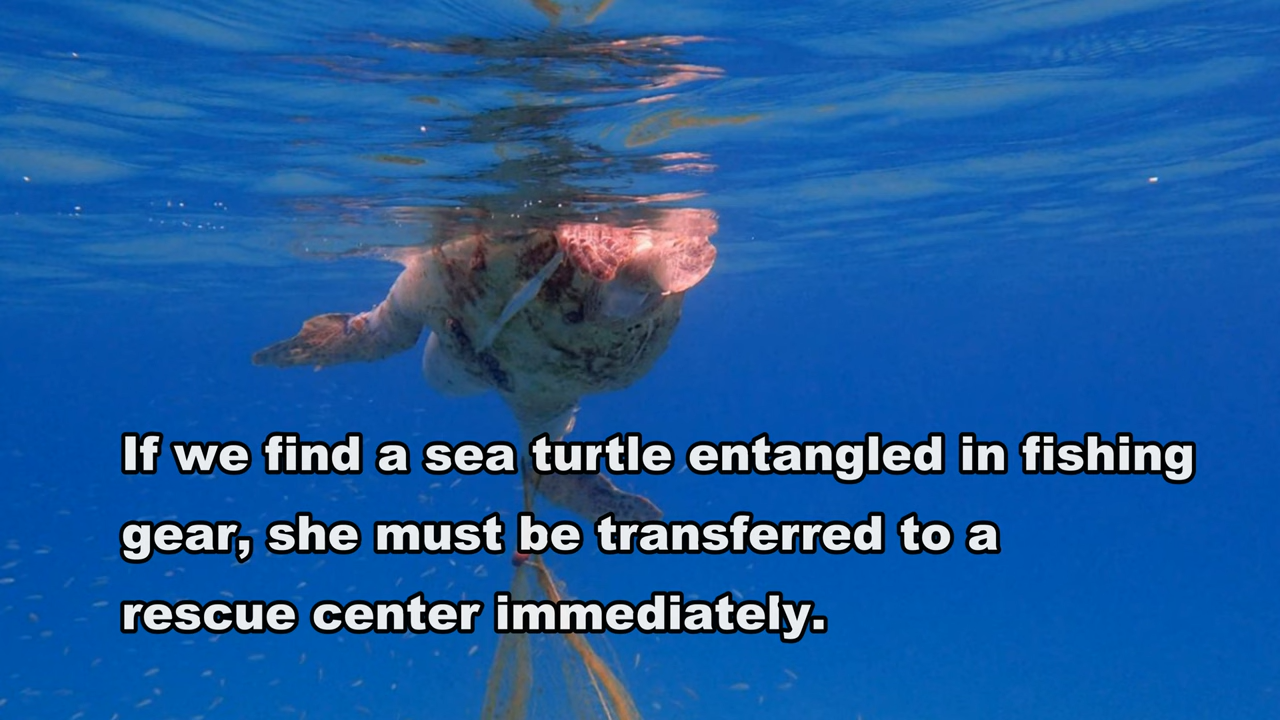 If we find a sea turtle entangled in fishing
gear, she must be transferred to a
rescue center immediately.